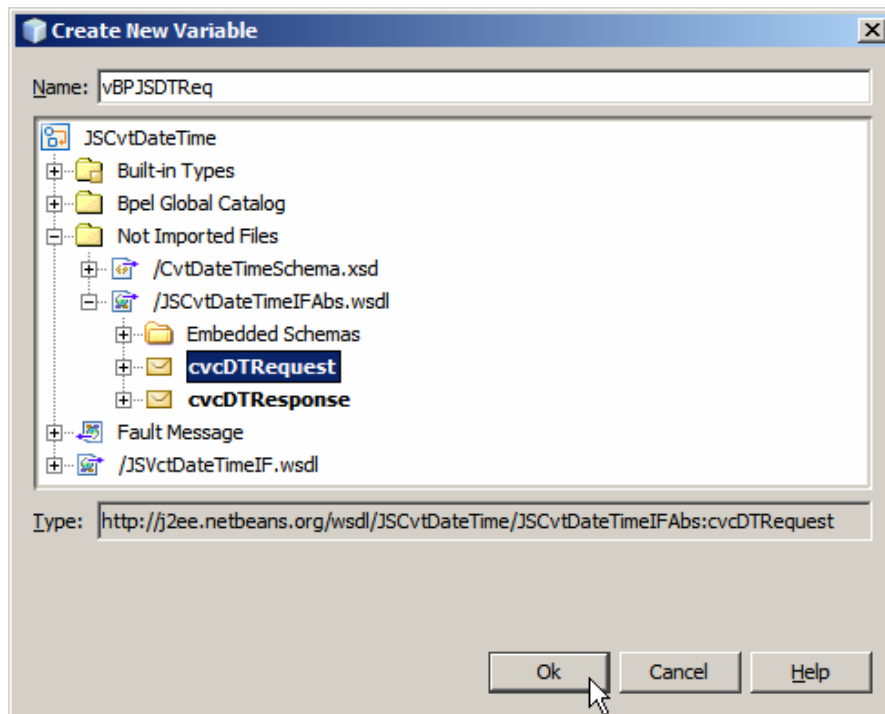 Create New Variable
Name: vBPJSDTReq
JSCvtDateTime
Built-in Types
Bpel Global Catalog
Not Imported Files
/CvtDateTimeSchema.xsd
/JSCvtDateTimeIFAbs.wsdl
Embedded Schemas
cvcDTRequest
cvcDTResponse
Fault Message
/JSVctDateTimeIF.wsdl
Type: http://j2ee.netbeans.org/wsdl/JSCvtDateTime/JSCvtDateTimeIFAbs:cvcDTRequest
Ok Cancel Help